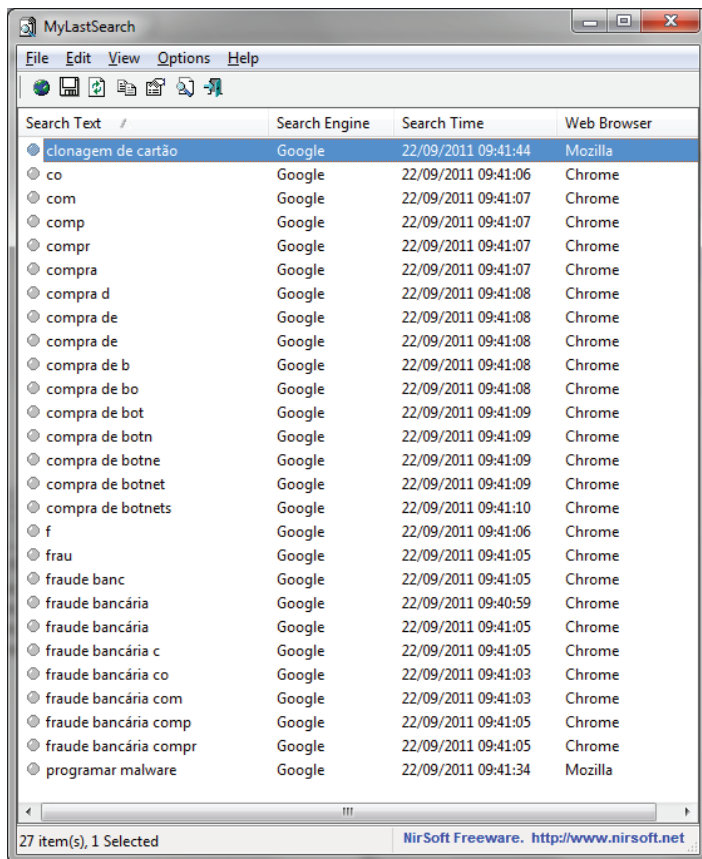 MyLastSearch
File Edit View Options Help
Search Text / Search Engine Search Time Web Browser
clonagem de cartão Google 22/09/2011 09:41:44 Mozilla
co Google 22/09/2011 09:41:06 Chrome
com Google 22/09/2011 09:41:07 Chrome
comp Google 22/09/2011 09:41:07 Chrome
compr Google 22/09/2011 09:41:07 Chrome
compra Google 22/09/2011 09:41:07 Chrome
compra d Google 22/09/2011 09:41:08 Chrome
compra de Google 22/09/2011 09:41:08 Chrome
compra de Google 22/09/2011 09:41:08 Chrome
compra de b Google 22/09/2011 09:41:08 Chrome
compra de bo Google 22/09/2011 09:41:08 Chrome
compra de bot Google 22/09/2011 09:41:09 Chrome
compra de botn Google 22/09/2011 09:41:09 Chrome
compra de botne Google 22/09/2011 09:41:09 Chrome
compra de botnet Google 22/09/2011 09:41:09 Chrome
compra de botnets Google 22/09/2011 09:41:10 Chrome
f Google 22/09/2011 09:41:06 Chrome
frau Google 22/09/2011 09:41:05 Chrome
fraude banc Google 22/09/2011 09:41:05 Chrome
fraude bancária Google 22/09/2011 09:40:59 Chrome
fraude bancária Google 22/09/2011 09:41:05 Chrome
fraude bancária c Google 22/09/2011 09:41:05 Chrome
fraude bancária co Google 22/09/2011 09:41:03 Chrome
fraude bancária com Google 22/09/2011 09:41:03 Chrome
fraude bancária comp Google 22/09/2011 09:41:05 Chrome
fraude bancária compr Google 22/09/2011 09:41:05 Chrome
programar malware Google 22/09/2011 09:41:34 Mozilla
27 item(s), 1 Selected NirSoft Freeware. http://www.nirsoft.net